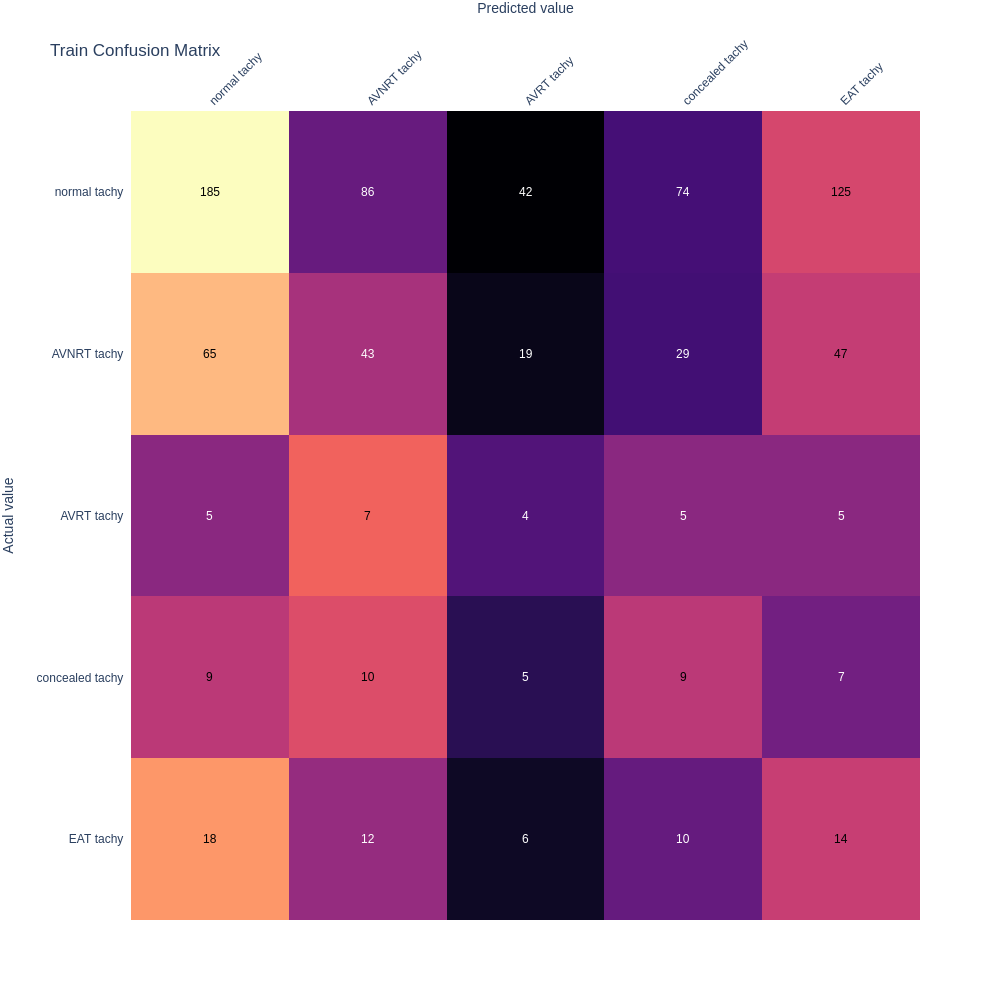 Predicted value
Train Confusion Matrix
normal tachy AVNRT tachy AVRT tachy concealed tachy EAT tachy
normal tachy 185 86 42 74 125
AVNRT tachy 65 43 19 29 47
AVRT tachy 5 7 4 5 5
concealed tachy 9 10 5 9 7
EAT tachy 18 12 6 10 14
Actual value